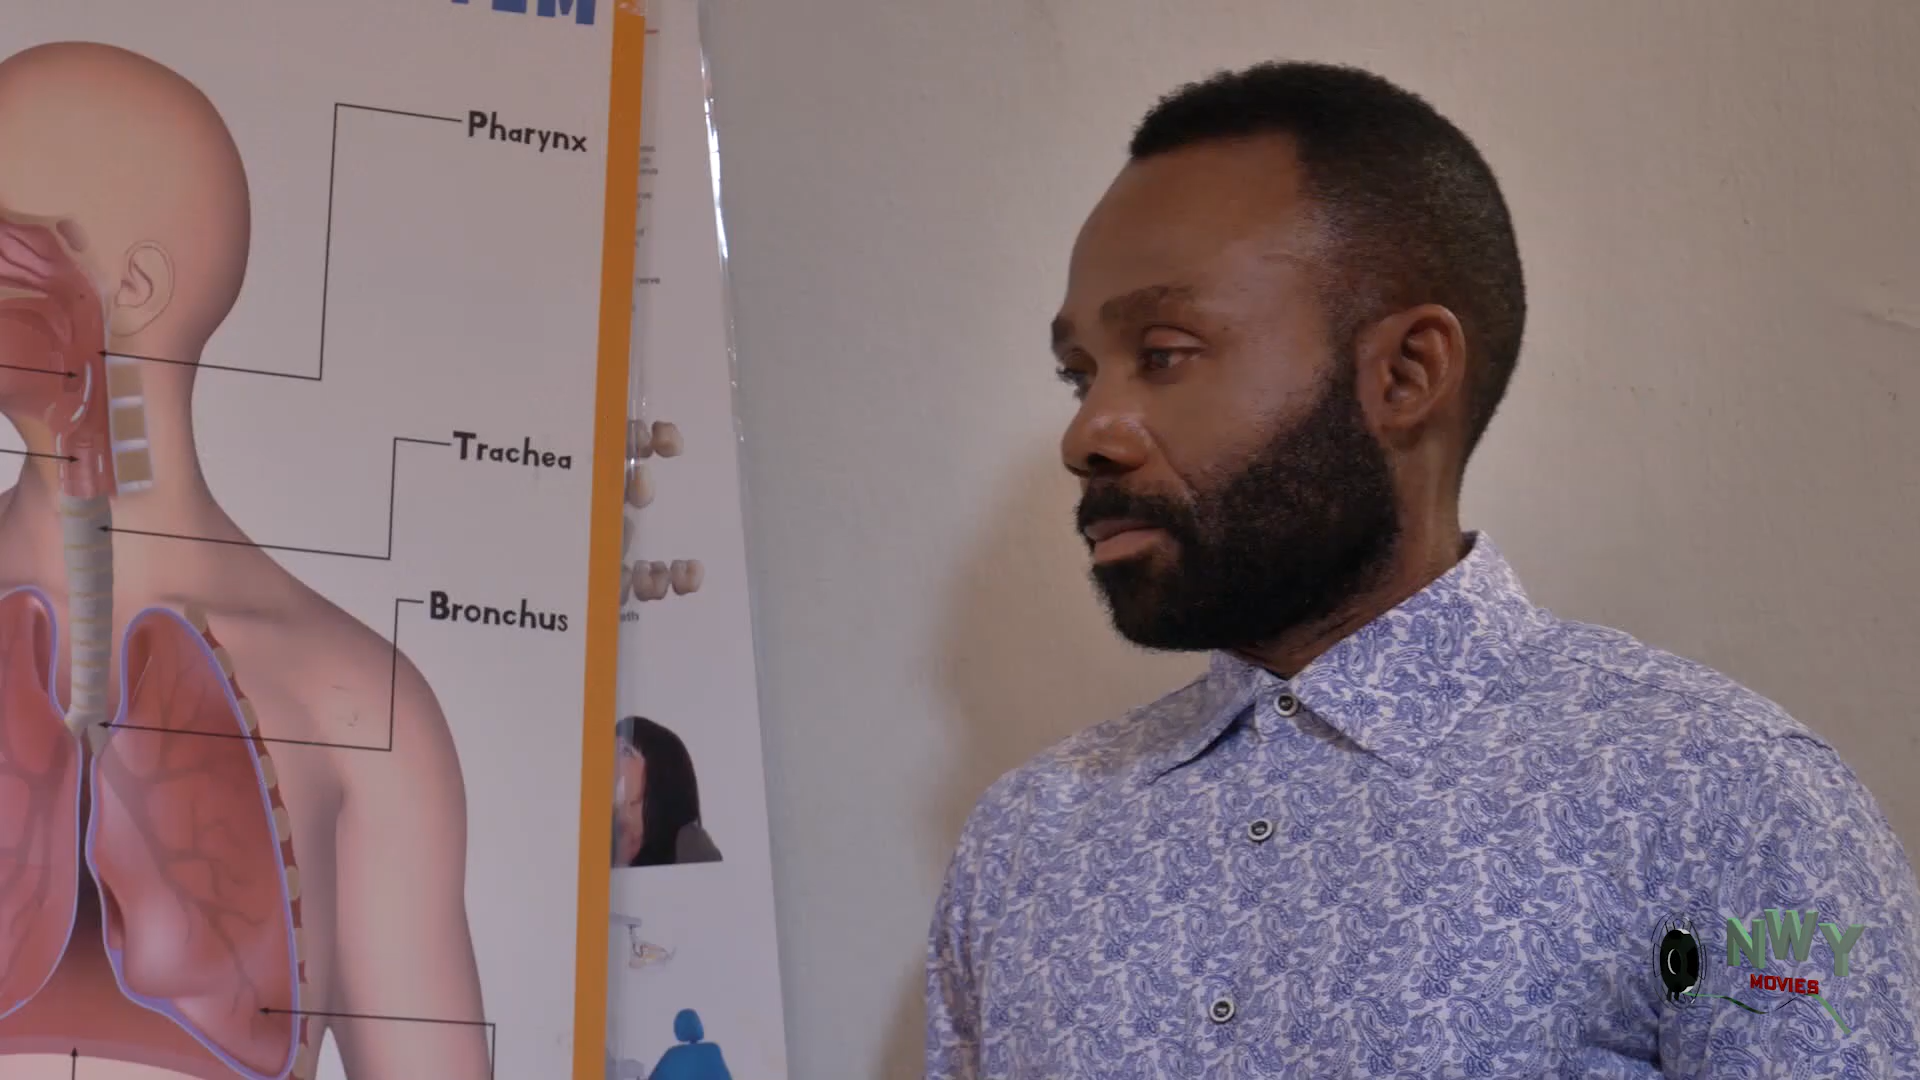 Pharynx
Trachea
Bronchus
NWY
MOVIES